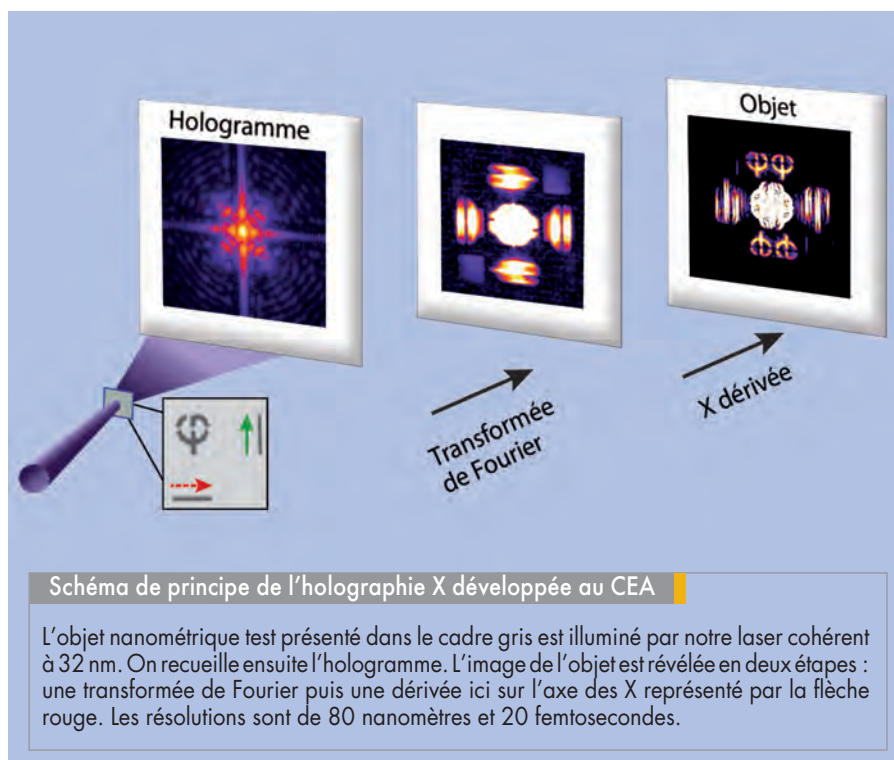 Hologramme
Objet
Transformée
de Fourier
X dérivée
φ
Schéma de principe de l'holographie X développée au CEA
L'objet nanométrique test présenté dans le cadre gris est illuminé par notre laser cohérent
à 32 nm. On recueille ensuite l'hologramme. L'image de l'objet est révélée en deux étapes :
une transformée de Fourier puis une dérivée ici sur l'axe des X représenté par la flèche
rouge. Les résolutions sont de 80 nanomètres et 20 femtosecondes.